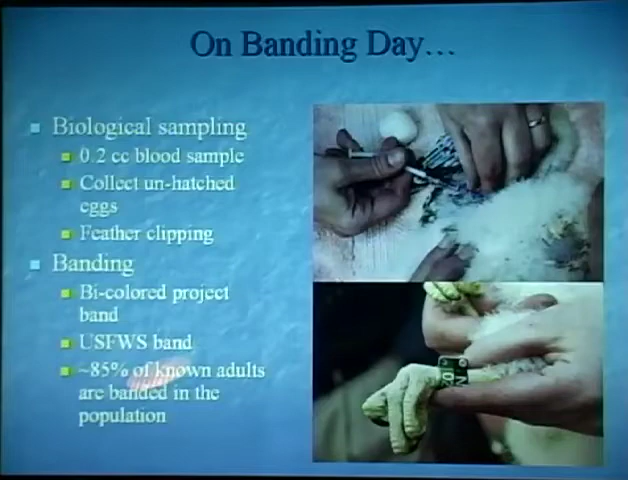 On Banding Day...
Biological sampling
0.2 cc blood sample
Collect un-hatched
eggs
Feather clipping
Banding
Bi-colored project
band
USFWS band
~85% of known adults
are banded in the
population